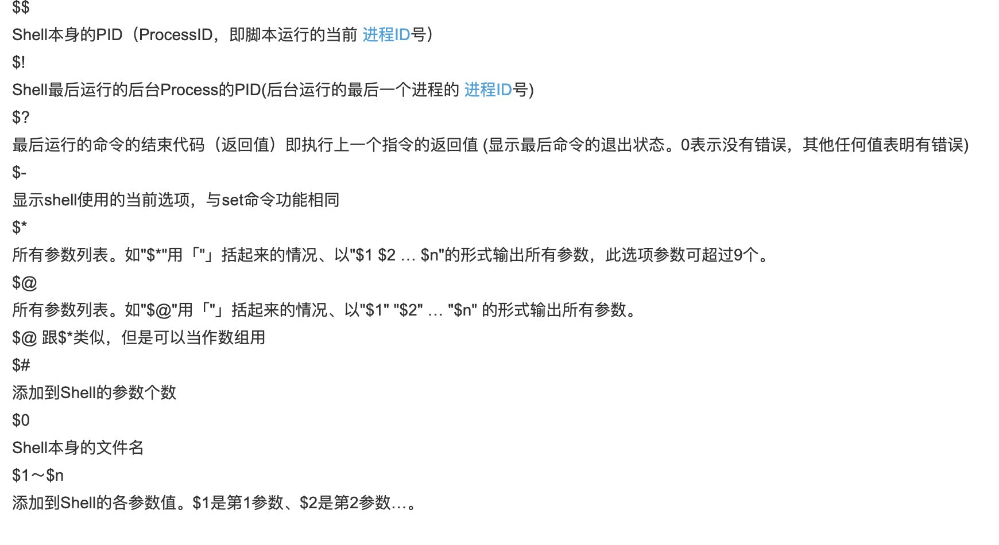 $$
Shell本身的PID（ProcessID，即脚本运行的当前 进程ID号）
$!
Shell最后运行的后台Process的PID(后台运行的最后一个进程的 进程ID号)
$?
最后运行的命令的结束代码（返回值）即执行上一个指令的返回值 (显示最后命令的退出状态。0表示没有错误，其他任何值表明有错误)
$-
显示shell使用的当前选项，与set命令功能相同
$*
所有参数列表。如"$*"用「"」括起来的情况、以"$1 $2 … $n"的形式输出所有参数，此选项参数可超过9个。
$@
所有参数列表。如"$@"用「"」括起来的情况、以"$1" "$2" … "$n" 的形式输出所有参数。
$@ 跟$*类似，但是可以当作数组用
$#
添加到Shell的参数个数
$0
Shell本身的文件名
$1～$n
添加到Shell的各参数值。$1是第1参数、$2是第2参数…。